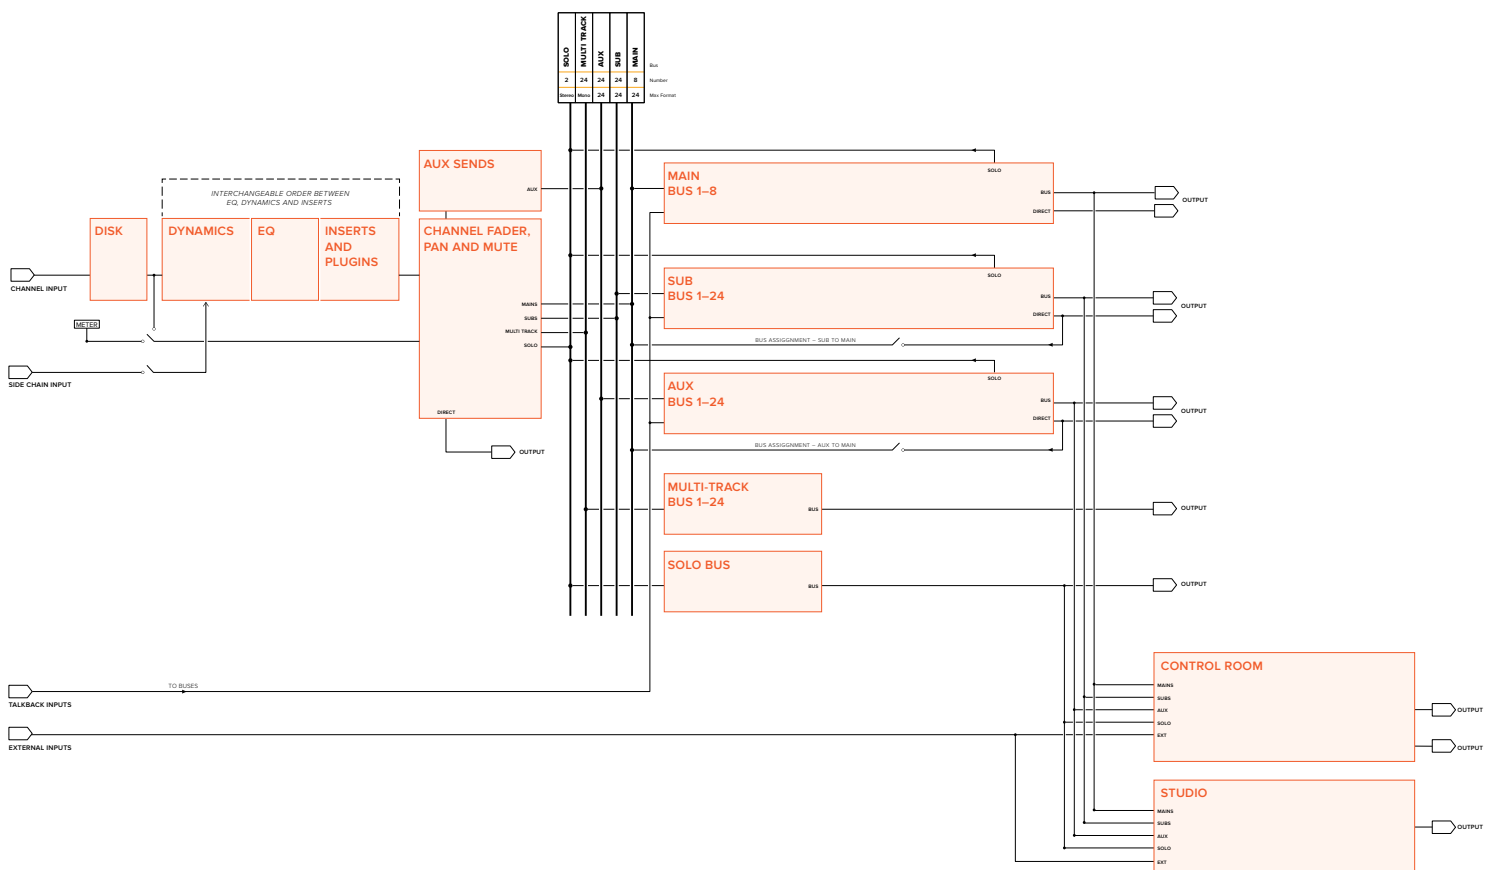 SOLO
MULTI TRACK
AUX
SUB
MAIN
Bus
2 24 24 24 8 Number
Stereo Mono 24 24 24 Max Format
AUX SENDS
AUX
INTERCHANGEABLE ORDER BETWEEN
EQ, DYNAMICS AND INSERTS
DISK
DYNAMICS
EQ
INSERTS
AND
PLUGINS
CHANNEL FADER,
PAN AND MUTE
MAINS
SUBS
MULTI TRACK
SOLO
DIRECT
OUTPUT
CHANNEL INPUT
METER
SIDE CHAIN INPUT
MAIN
BUS 1–8
SOLO
BUS
DIRECT
OUTPUT
SUB
BUS 1–24
SOLO
BUS
DIRECT
OUTPUT
BUS ASSIGGNMENT – SUB TO MAIN
AUX
BUS 1–24
SOLO
BUS
DIRECT
OUTPUT
BUS ASSIGGNMENT – AUX TO MAIN
MULTI-TRACK
BUS 1–24
BUS
OUTPUT
SOLO BUS
BUS
OUTPUT
TO BUSES
TALKBACK INPUTS
EXTERNAL INPUTS
CONTROL ROOM
MAINS
SUBS
AUX
SOLO
EXT
OUTPUT
OUTPUT
STUDIO
MAINS
SUBS
AUX
SOLO
EXT
OUTPUT